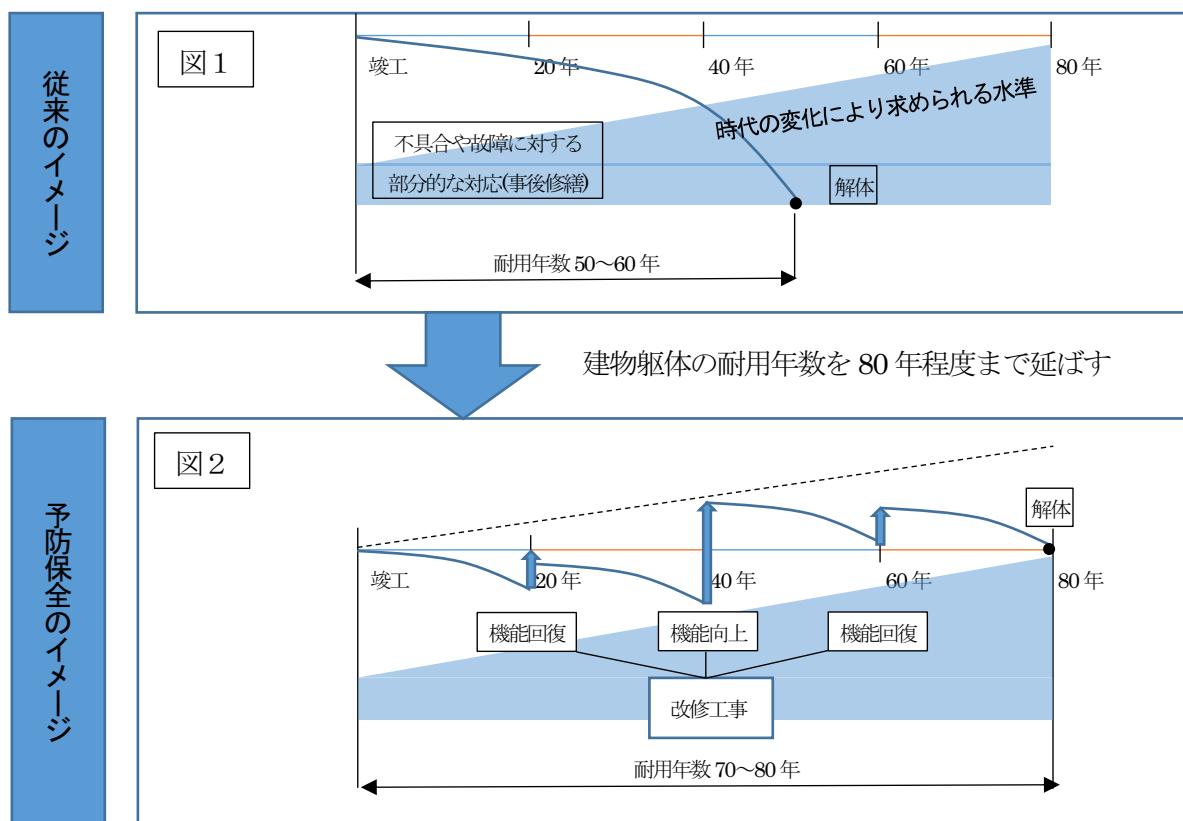 従来のイメージ
図1
竣工
20年
40年
60年
80年
時代の変化により求められる水準
不具合や故障に対する
部分的な対応(事後修繕)
解体
耐用年数50～60年
建物躯体の耐用年数を80年程度まで延ばす
予防保全のイメージ
図2
解体
竣工
20年
40年
60年
80年
機能回復
機能向上
機能回復
改修工事
耐用年数70～80年